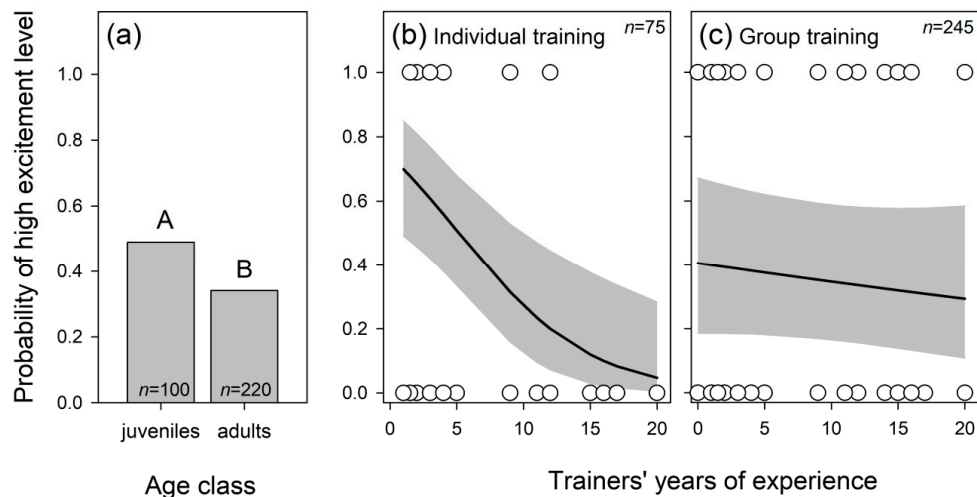 Probability of high excitement level
(a)
1.0
0.8
0.6
0.4
0.2
0.0
A
B
n=100
n=220
juveniles
adults
Age class
(b) Individual training
n=75
1.0
0.8
0.6
0.4
0.2
0.0
0
5
10
15
20
(c) Group training
n=245
0
5
10
15
20
Trainers' years of experience